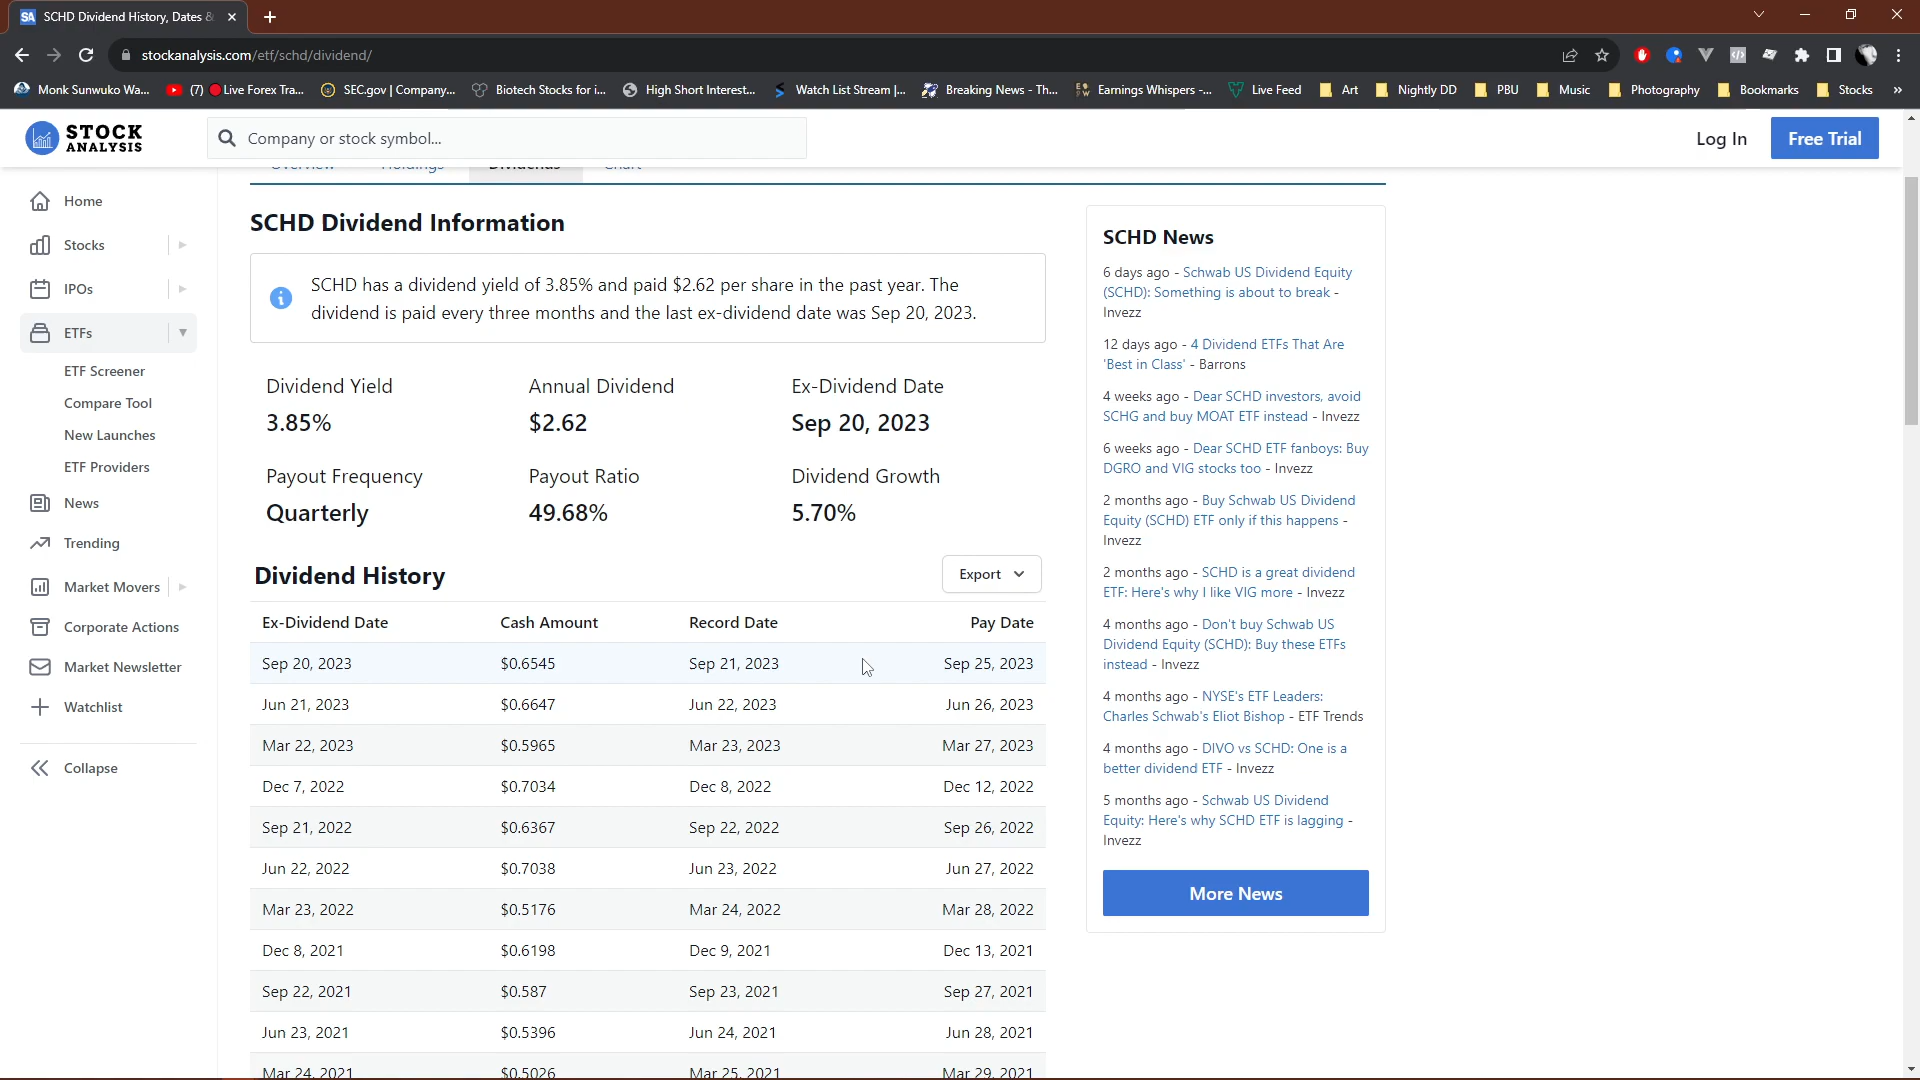 SCHD Dividend History, Dates &
stockanalysis.com/etf/schd/dividend/
Monk Sunwuko Wa...
(7) Live Forex Tra...
SEC.gov | Company...
Biotech Stocks for i...
High Short Interest...
Watch List Stream |...
Breaking News - Th...
Earnings Whispers -...
Live Feed
Art
Nightly DD
PBU
Music
Photography
Bookmarks
Stocks
STOCK
ANALYSIS
Company or stock symbol...
Log In
Free Trial
Overview
Holdings
Dividends
Chart
Home
Stocks
IPOs
ETFs
ETF Screener
Compare Tool
New Launches
ETF Providers
News
Trending
Market Movers
Corporate Actions
Market Newsletter
Watchlist
Collapse
SCHD Dividend Information
SCHD has a dividend yield of 3.85% and paid $2.62 per share in the past year. The
dividend is paid every three months and the last ex-dividend date was Sep 20, 2023.
Dividend Yield
3.85%
Annual Dividend
$2.62
Ex-Dividend Date
Sep 20, 2023
Payout Frequency
Quarterly
Payout Ratio
49.68%
Dividend Growth
5.70%
Dividend History
Export
Ex-Dividend Date Cash Amount Record Date Pay Date
Sep 20, 2023 $0.6545 Sep 21, 2023 Sep 25, 2023
Jun 21, 2023 $0.6647 Jun 22, 2023 Jun 26, 2023
Mar 22, 2023 $0.5965 Mar 23, 2023 Mar 27, 2023
Dec 7, 2022 $0.7034 Dec 8, 2022 Dec 12, 2022
Sep 21, 2022 $0.6367 Sep 22, 2022 Sep 26, 2022
Jun 22, 2022 $0.7038 Jun 23, 2022 Jun 27, 2022
Mar 23, 2022 $0.5176 Mar 24, 2022 Mar 28, 2022
Dec 8, 2021 $0.6198 Dec 9, 2021 Dec 13, 2021
Sep 22, 2021 $0.587 Sep 23, 2021 Sep 27, 2021
Jun 23, 2021 $0.5396 Jun 24, 2021 Jun 28, 2021
Mar 24, 2021 $0.5026 Mar 25, 2021 Mar 29, 2021
SCHD News
6 days ago - Schwab US Dividend Equity
(SCHD): Something is about to break -
Invezz
12 days ago - 4 Dividend ETFs That Are
'Best in Class' - Barrons
4 weeks ago - Dear SCHD investors, avoid
SCHG and buy MOAT ETF instead - Invezz
6 weeks ago - Dear SCHD ETF fanboys: Buy
DGRO and VIG stocks too - Invezz
2 months ago - Buy Schwab US Dividend
Equity (SCHD) ETF only if this happens -
Invezz
2 months ago - SCHD is a great dividend
ETF: Here's why I like VIG more - Invezz
4 months ago - Don't buy Schwab US
Dividend Equity (SCHD): Buy these ETFs
instead - Invezz
4 months ago - NYSE's ETF Leaders:
Charles Schwab's Eliot Bishop - ETF Trends
4 months ago - DIVO vs SCHD: One is a
better dividend ETF - Invezz
5 months ago - Schwab US Dividend
Equity: Here's why SCHD ETF is lagging -
Invezz
More News